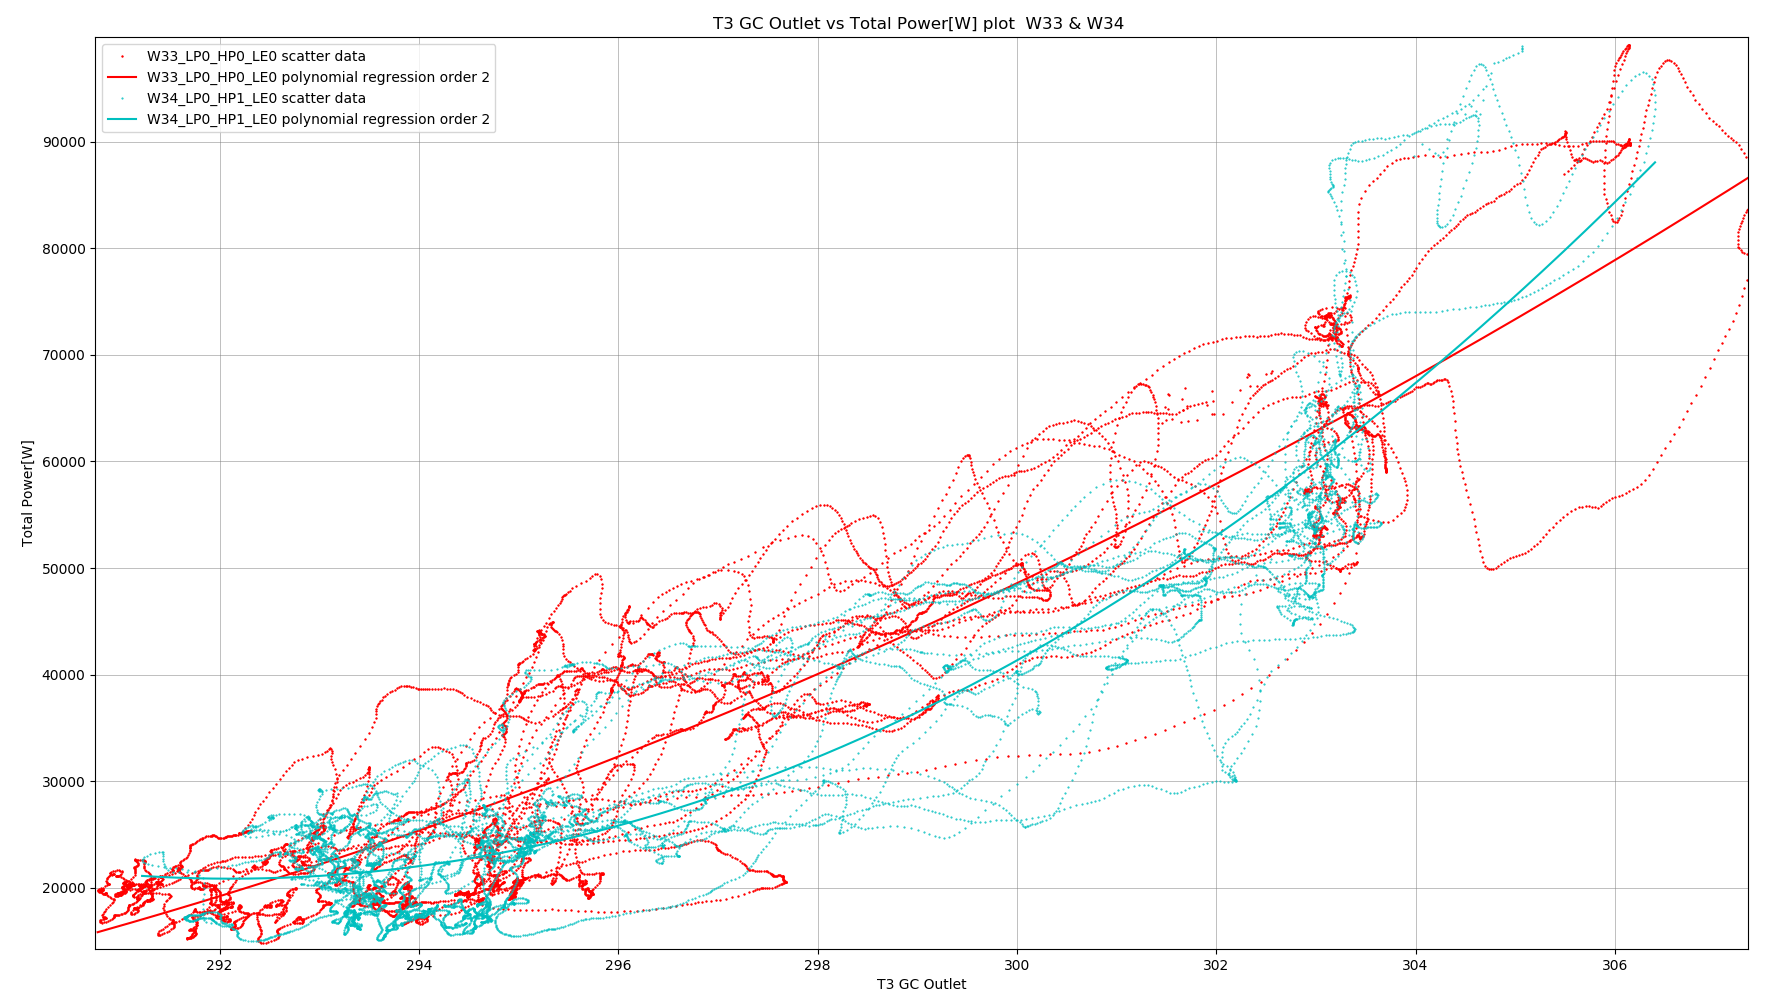 T3 GC Outlet vs Total Power[W] plot  W33 & W34
W33_LP0_HP0_LE0 scatter data
W33_LP0_HP0_LE0 polynomial regression order 2
W34_LP0_HP1_LE0 scatter data
W34_LP0_HP1_LE0 polynomial regression order 2
90000
80000
70000
60000
50000
40000
30000
20000
Total Power[W]
292 294 296 298 300 302 304 306
T3 GC Outlet